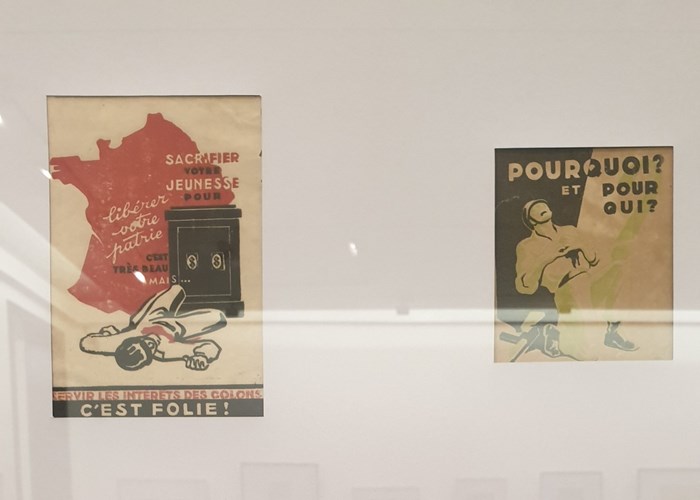 SACRIFIER
VOTRE
JEUNESSE
POUR
libérer
votre
patrie
C'EST
TRÈS BEAU
MAIS...
$ $
SERVIR LES INTÉRETS DES COLONS,
C'EST FOLIE!
POURQUOI?
ET POUR
QUI?